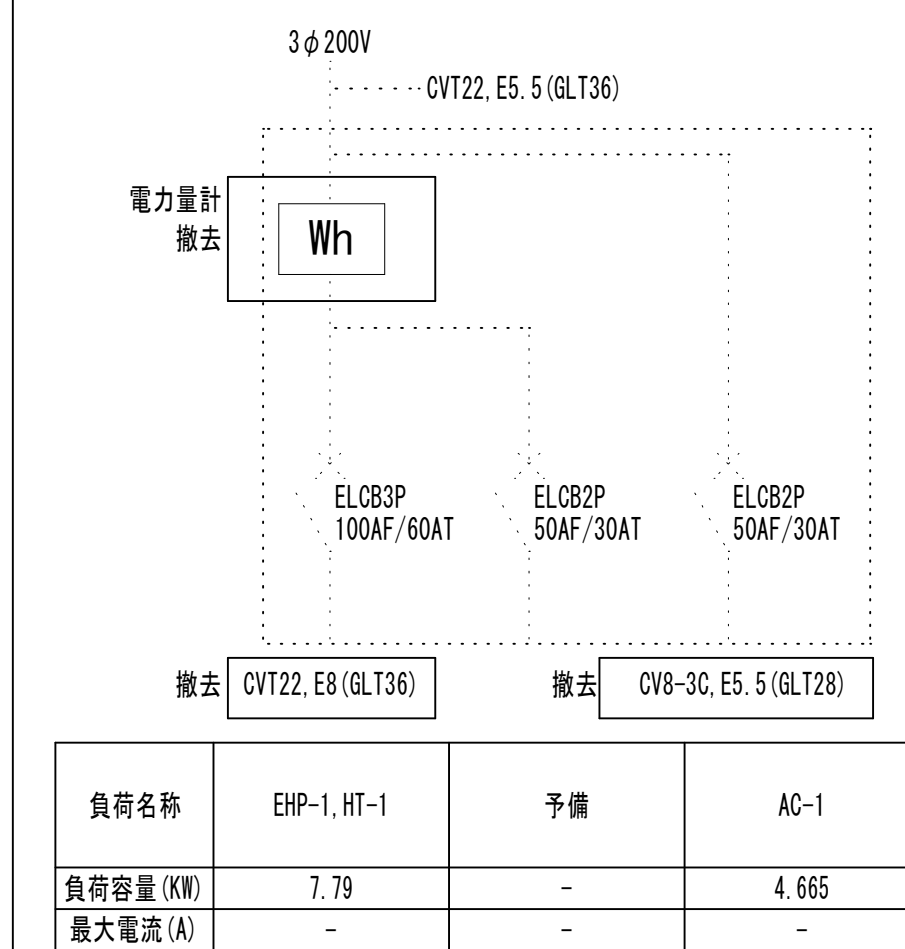 3φ200V
CVT22,E5.5(GLT36)
電力量計
撤去
Wh
ELCB3P
100AF/60AT
ELCB2P
50AF/30AT
ELCB2P
50AF/30AT
撤去 CVT22,E8(GLT36) 撤去 CV8-3C,E5.5(GLT28)
負荷名称 EHP-1,HT-1 予備 AC-1
負荷容量(KW) 7.79 - 4.665
最大電流(A) - - -